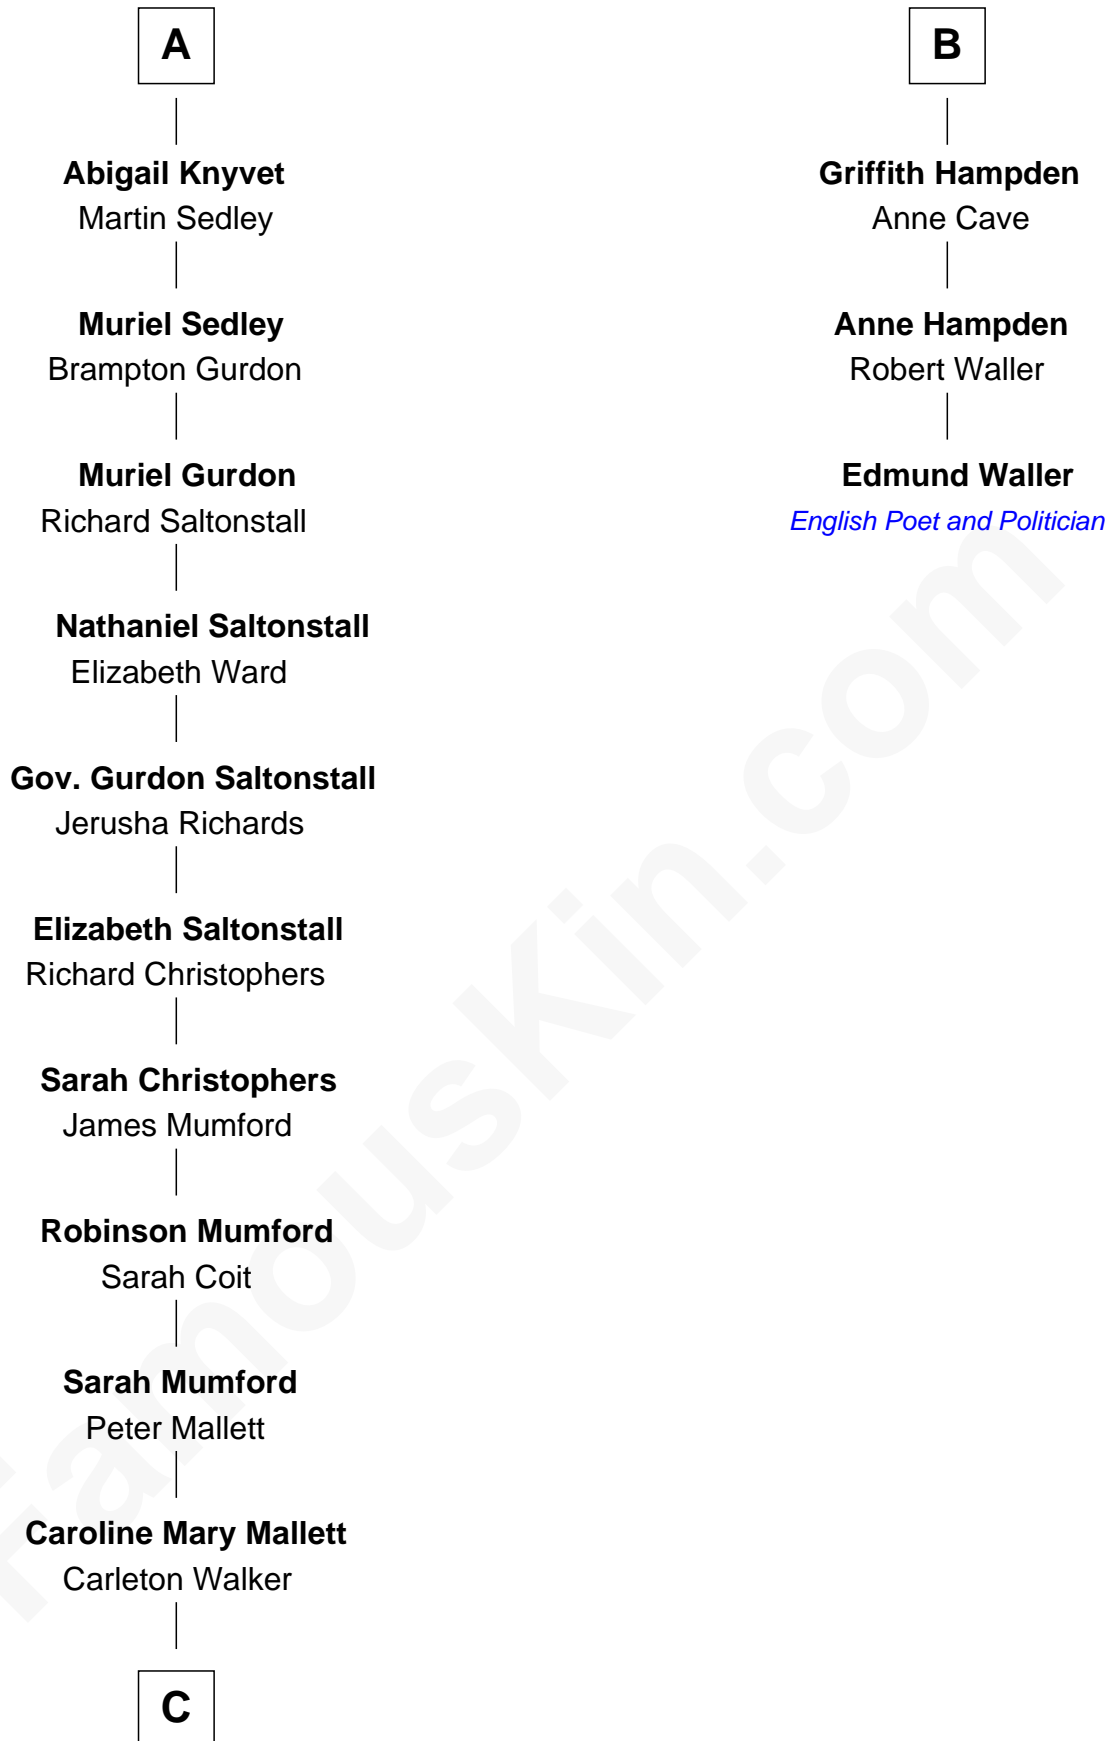 A
Abigail Knyvet
Martin Sedley
Muriel Sedley
Brampton Gurdon
Muriel Gurdon
Richard Saltonstall
Nathaniel Saltonstall
Elizabeth Ward
Gov. Gurdon Saltonstall
Jerusha Richards
Elizabeth Saltonstall
Richard Christophers
Sarah Christophers
James Mumford
Robinson Mumford
Sarah Coit
Sarah Mumford
Peter Mallett
Caroline Mary Mallett
Carleton Walker
C
B
Griffith Hampden
Anne Cave
Anne Hampden
Robert Waller
Edmund Waller
English Poet and Politician
FamousKin.com